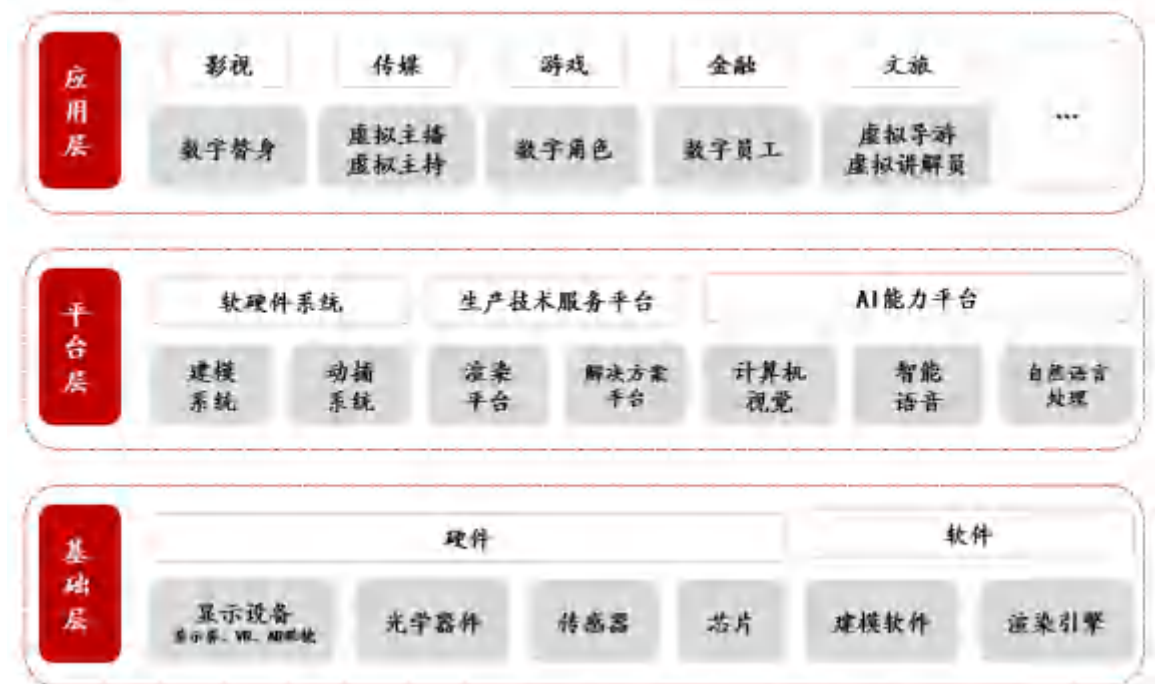 应用层
影视
传媒
游戏
金融
文旅
数字替身
虚拟主播
虚拟主持
数字角色
数字员工
虚拟导游
虚拟讲解员
...
平台层
软硬件系统
生产技术服务平台
AI能力平台
建模
系统
动捕
系统
渲染
平台
解决方案
平台
计算机
视觉
智能
语音
自然语言
处理
基础层
硬件
软件
显示设备
光学器件
传感器
芯片
建模软件
渲染引擎